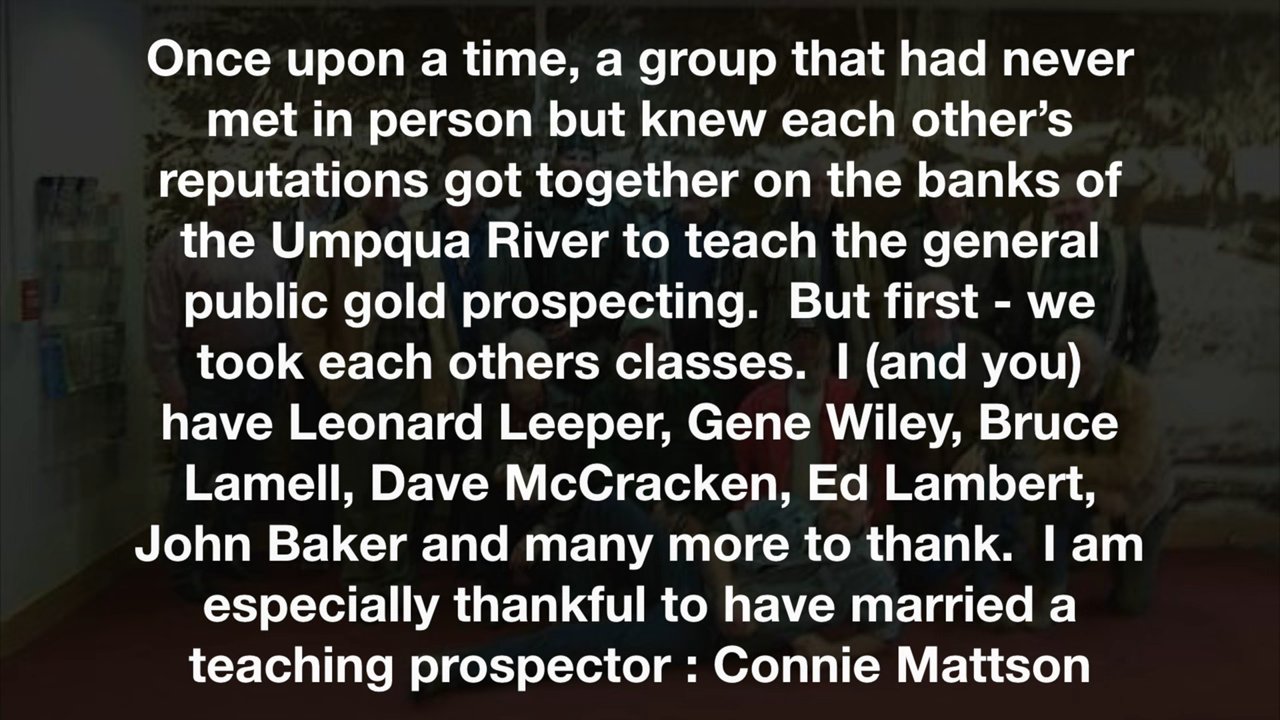 Once upon a time, a group that had never
met in person but knew each other’s
reputations got together on the banks of
the Umpqua River to teach the general
public gold prospecting.  But first - we
took each others classes.  I (and you)
have Leonard Leeper, Gene Wiley, Bruce
Lamell, Dave McCracken, Ed Lambert,
John Baker and many more to thank.  I am
especially thankful to have married a
teaching prospector : Connie Mattson